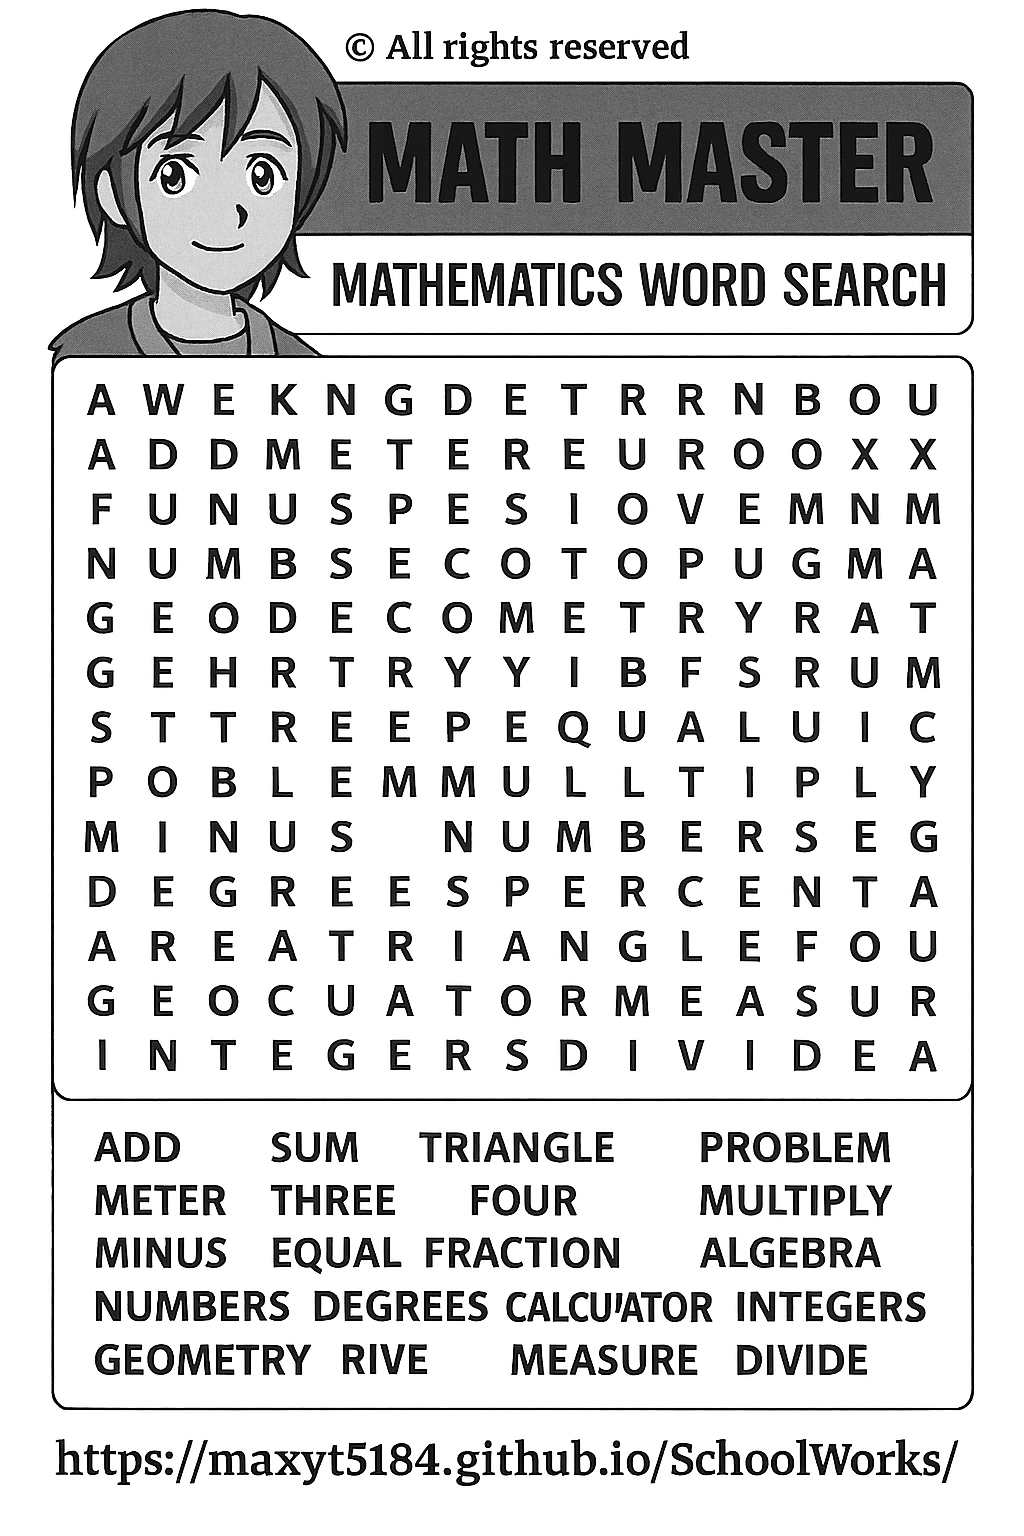 © All rights reserved
MATH MASTER
MATHEMATICS WORD SEARCH
A W E K N G D E T R R N B O U
A D D M E T E R E U R O O X X
F U N U S P E S I O V E M N M
N U M B S E C O T O P U G M A
G E O D E C O M E T R Y R A T
G E H R T R Y Y I B F S R U M
S T T R E E P E Q U A L U I C
P O B L E M M U L L T I P L Y
M I N U S N U M B E R S E G
D E G R E E S P E R C E N T A
A R E A T R I A N G L E F O U
G E O C U A T O R M E A S U R
I N T E G E R S D I V I D E A
ADD SUM TRIANGLE PROBLEM
METER THREE FOUR MULTIPLY
MINUS EQUAL FRACTION ALGEBRA
NUMBERS DEGREES CALCU'ATOR INTEGERS
GEOMETRY RIVE MEASURE DIVIDE
https://maxyt5184.github.io/SchoolWorks/